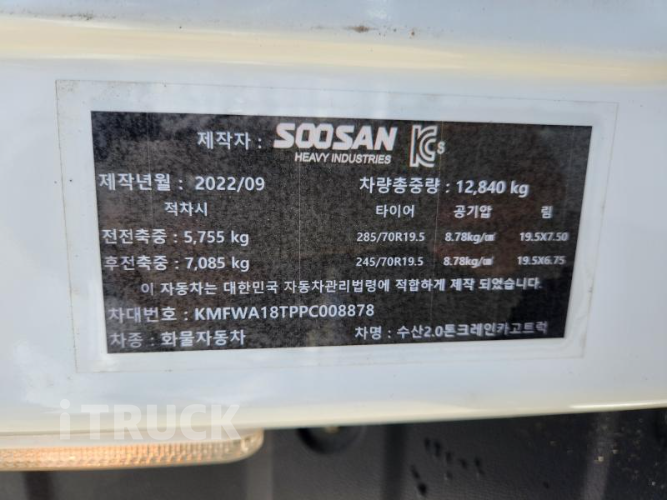 제작자 : SOOSAN HEAVY INDUSTRIES KCs
제작년월 : 2022/09 차량총중량 : 12,840 kg
적차시 타이어 공기압 림
전전축중 : 5,755 kg 285/70R19.5 8.78kg/㎠ 19.5X7.50
후전축중 : 7,085 kg 245/70R19.5 8.78kg/㎠ 19.5X6.75
이 자동차는 대한민국 자동차관리법령에 적합하게 제작 되었습니다.
차대번호 : KMFWA18TPPC008878
차종 : 화물자동차 차명 : 수산2.0톤크레인카고트럭
iTRUCK